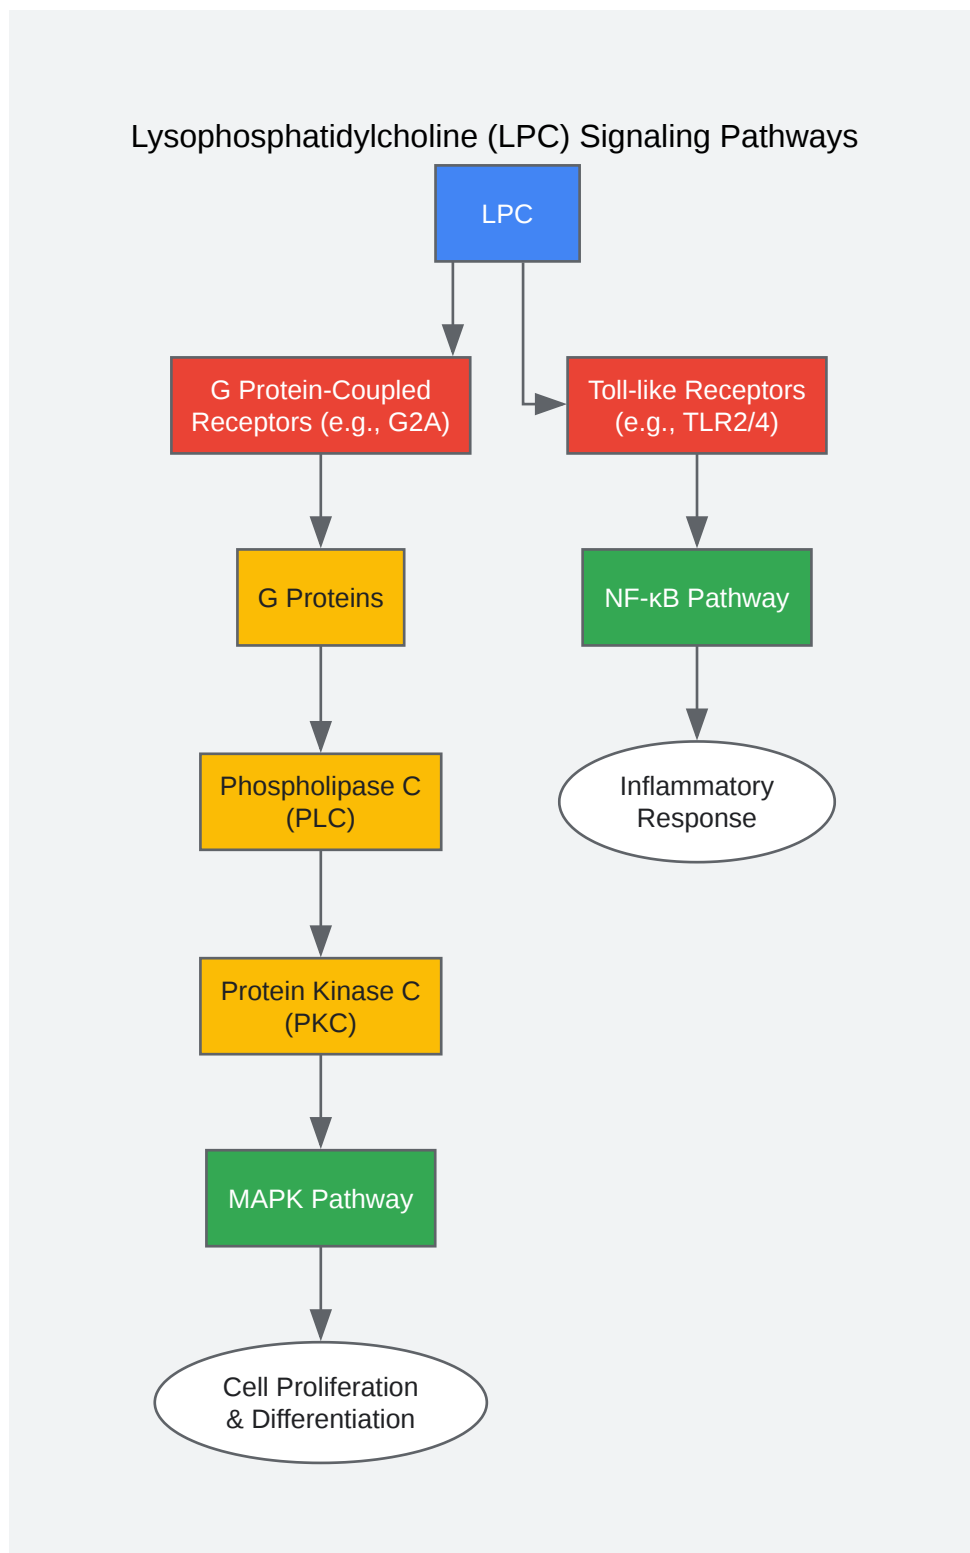 Lysophosphatidylcholine (LPC) Signaling Pathways
LPC
G Protein-Coupled
Receptors (e.g., G2A)
Toll-like Receptors
(e.g., TLR2/4)
G Proteins
NF-κB Pathway
Phospholipase C
(PLC)
Inflammatory
Response
Protein Kinase C
(PKC)
MAPK Pathway
Cell Proliferation
& Differentiation